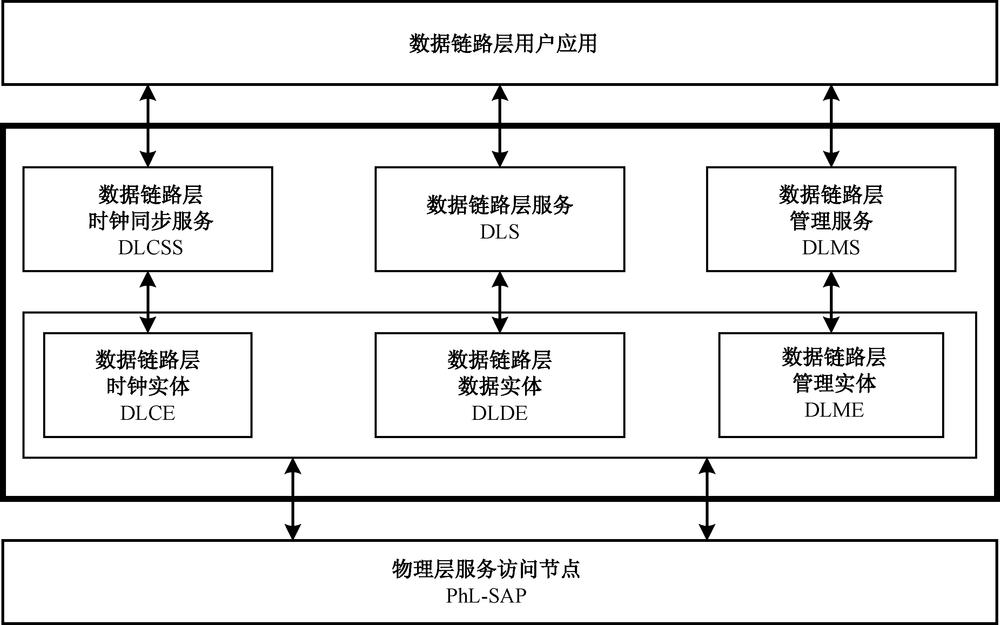 数据链路层用户应用
数据链路层
时钟同步服务
DLCSS
数据链路层服务
DLS
数据链路层
管理服务
DLMS
数据链路层
时钟实体
DLCE
数据链路层
数据实体
DLDE
数据链路层
管理实体
DLME
物理层服务访问节点
PhL-SAP